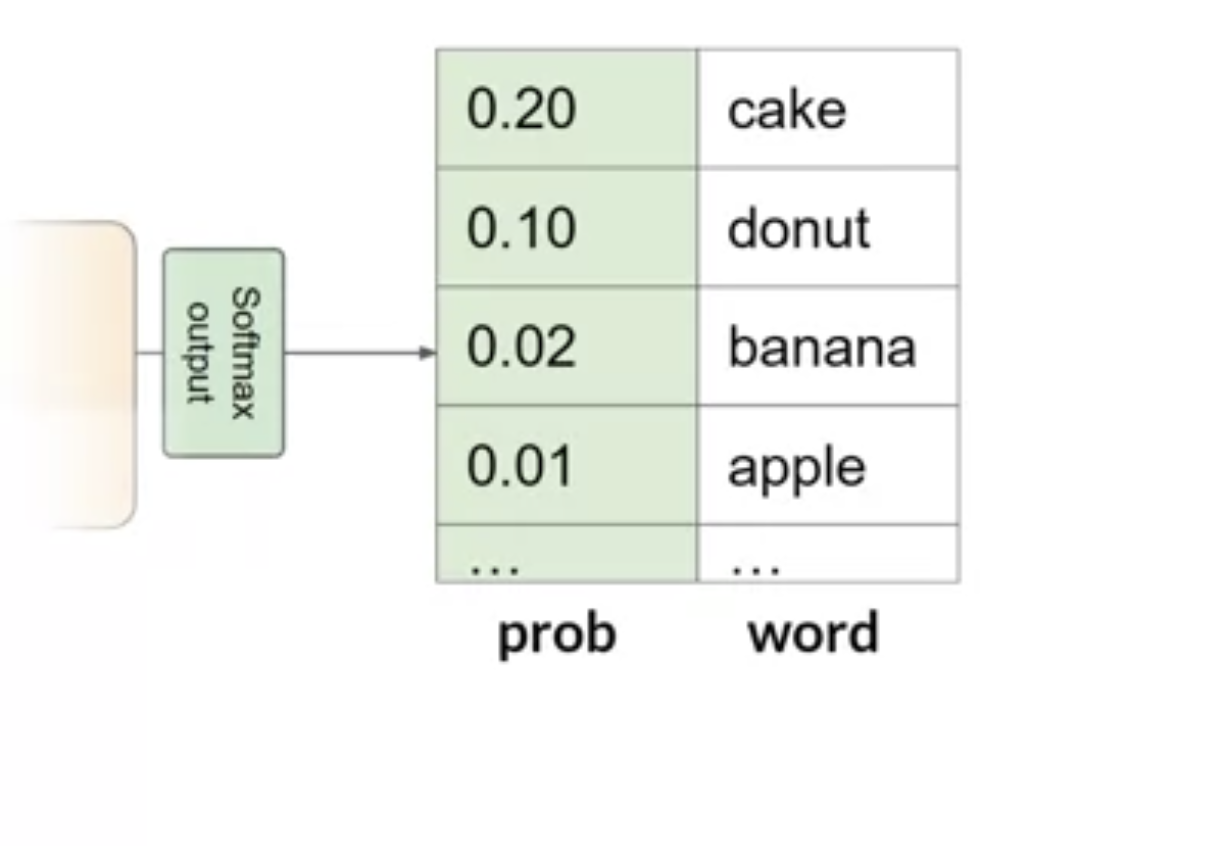 Softmax
output
0.20 cake
0.10 donut
0.02 banana
0.01 apple
... ...
prob word